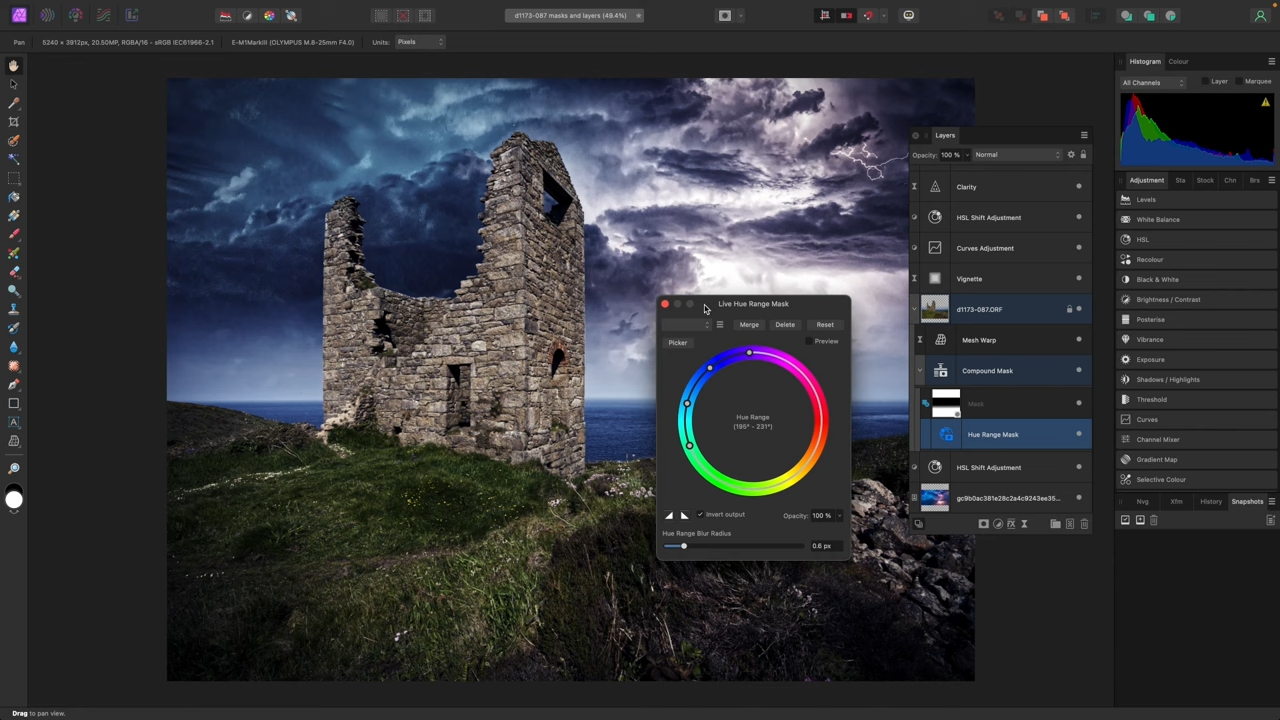 d1173-087 masks and layers (49.4%)
Pan
5240 × 3912px, 20.50MP, RGBA/16 - sRGB IEC61966-2.1
E-M1MarkIII (OLYMPUS M.8-25mm F4.0)
Units:
Pixels
Histogram
Colour
All Channels
Layer
Marquee
Layers
Opacity:
100 %
Normal
Clarity
HSL Shift Adjustment
Curves Adjustment
Vignette
d1173-087.ORF
Mesh Warp
Compound Mask
Mask
Hue Range Mask
HSL Shift Adjustment
gc9b0ac381e28c2a4c9243ee35...
Adjustment
Sta
Stock
Chn
Brs
Levels
White Balance
HSL
Recolour
Black & White
Brightness / Contrast
Posterise
Vibrance
Exposure
Shadows / Highlights
Threshold
Curves
Channel Mixer
Gradient Map
Selective Colour
Nvg
Xfm
History
Snapshots
Live Hue Range Mask
Merge
Delete
Reset
Picker
Preview
Hue Range
(195° - 231°)
Invert output
Opacity:
100 %
Hue Range Blur Radius
0.6 px
Drag to pan view.